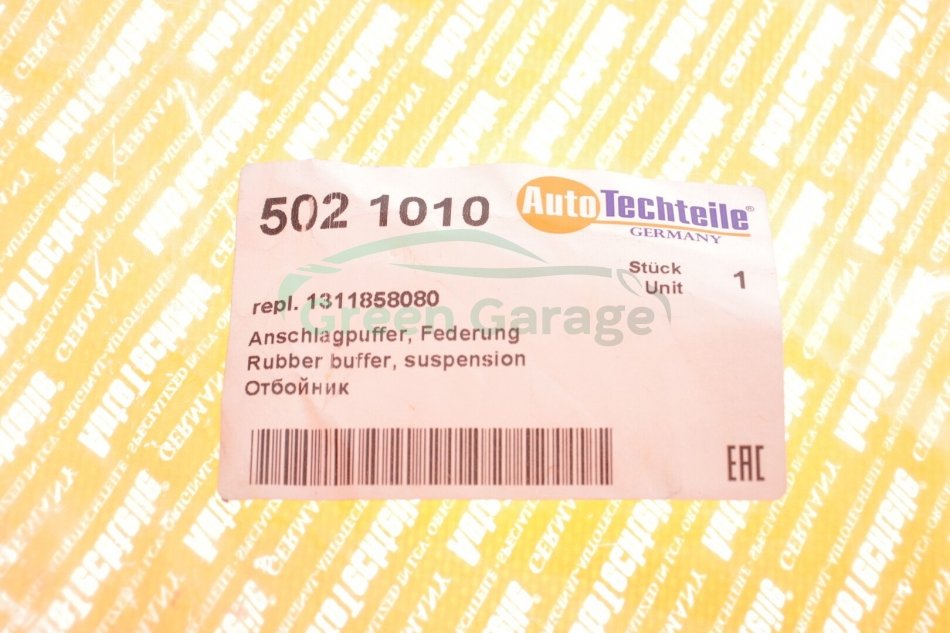 502 1010
AutoTechteile®
GERMANY
Stück
Unit 1
repl. 1311858080
Green Garage
Anschlagpuffer, Federung
Rubber buffer, suspension
Отбойник
EAC